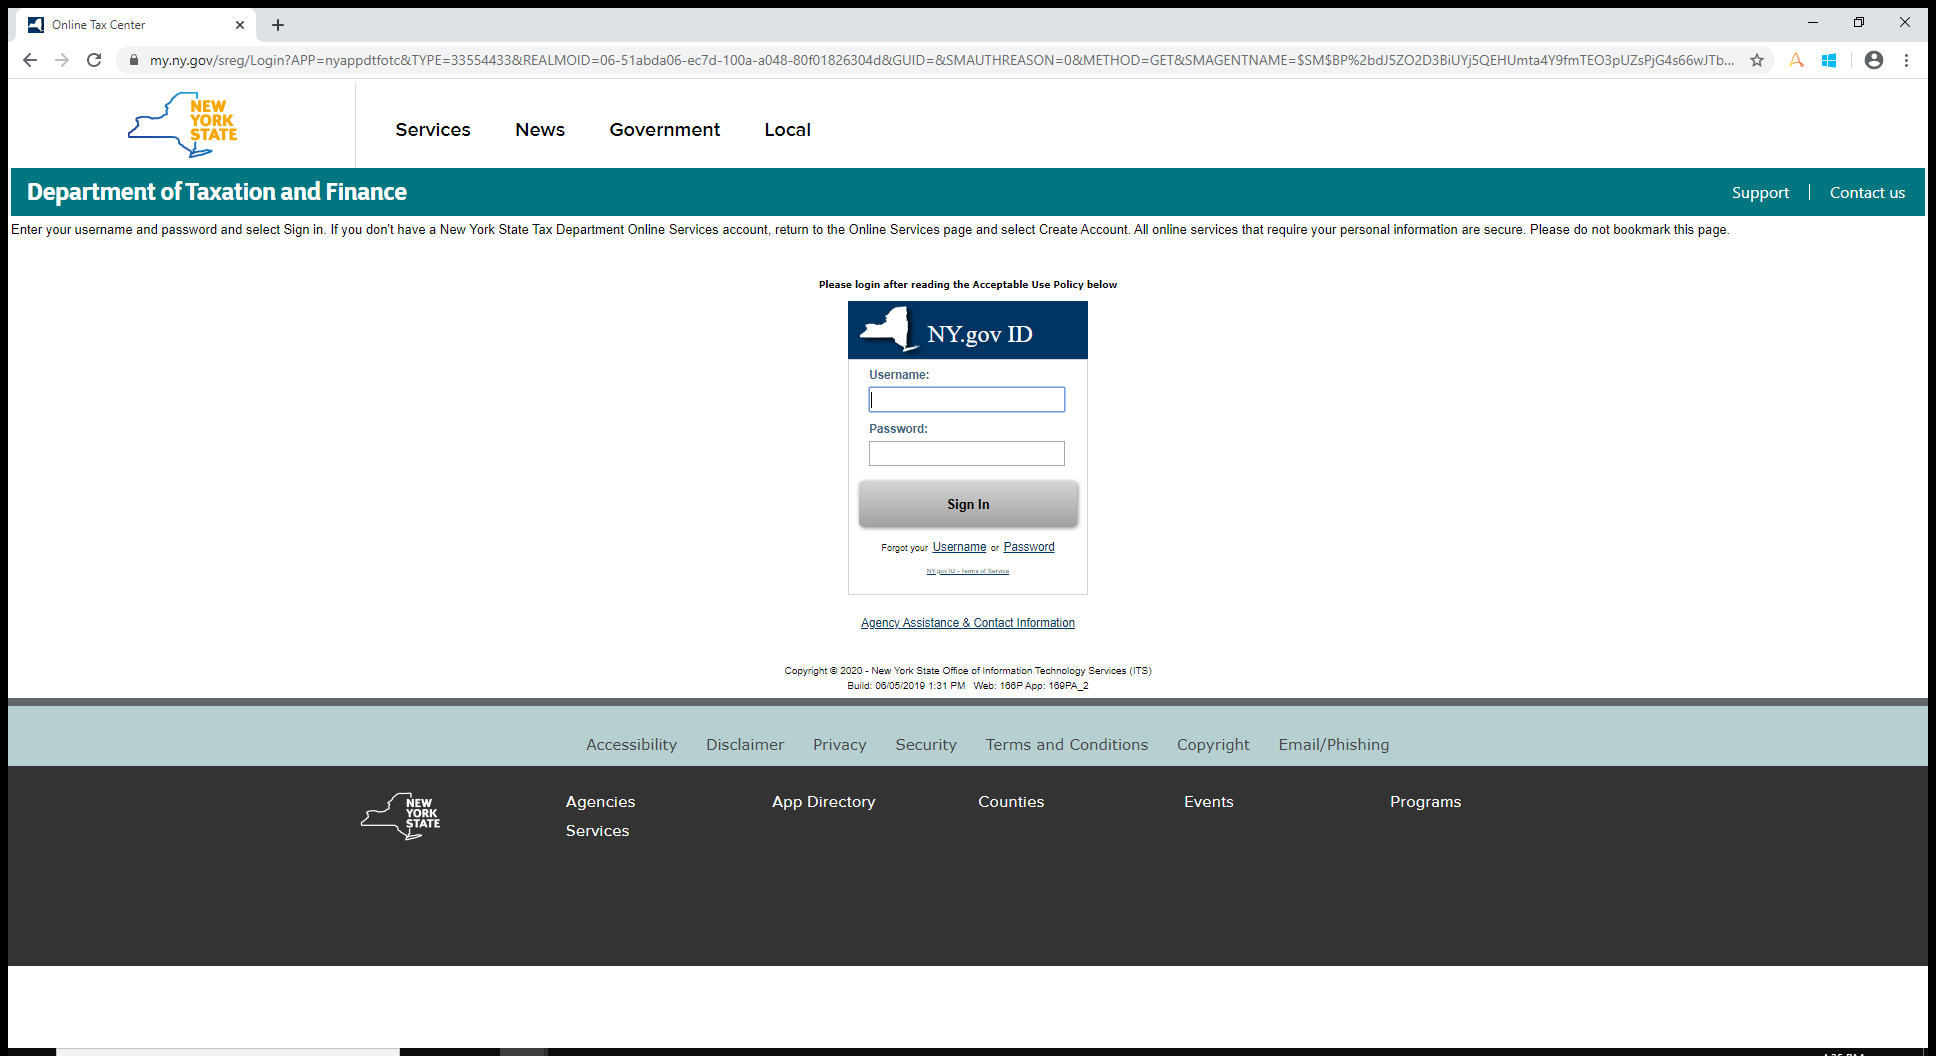 Online Tax Center
my.ny.gov/sreg/Login?APP=nyappdtfotc&TYPE=33554433&REALMOID=06-51abda06-ec7d-100a-a048-80f01826304d&GUID=&SMAUTHREASON=0&METHOD=GET&SMAGENTNAME=$SM$BP%2bdJ5ZO2D3BiUYj5QEHUmta4Y9fmTEO3pUZsPjG4s66wJTb...
NEW
YORK
STATE
Services News Government Local
Department of Taxation and Finance
Support | Contact us
Enter your username and password and select Sign in. If you don't have a New York State Tax Department Online Services account, return to the Online Services page and select Create Account. All online services that require your personal information are secure. Please do not bookmark this page.
Please login after reading the Acceptable Use Policy below
NY.gov ID
Username:
Password:
Sign In
Forgot your Username or Password
NY.gov ID - Terms of Service
Agency Assistance & Contact Information
Copyright © 2020 - New York State Office of Information Technology Services (ITS)
Build: 06/05/2019 1:31 PM Web: 166P App: 169PA_2
Accessibility Disclaimer Privacy Security Terms and Conditions Copyright Email/Phishing
NEW
YORK
STATE
Agencies App Directory Counties Events Programs
Services